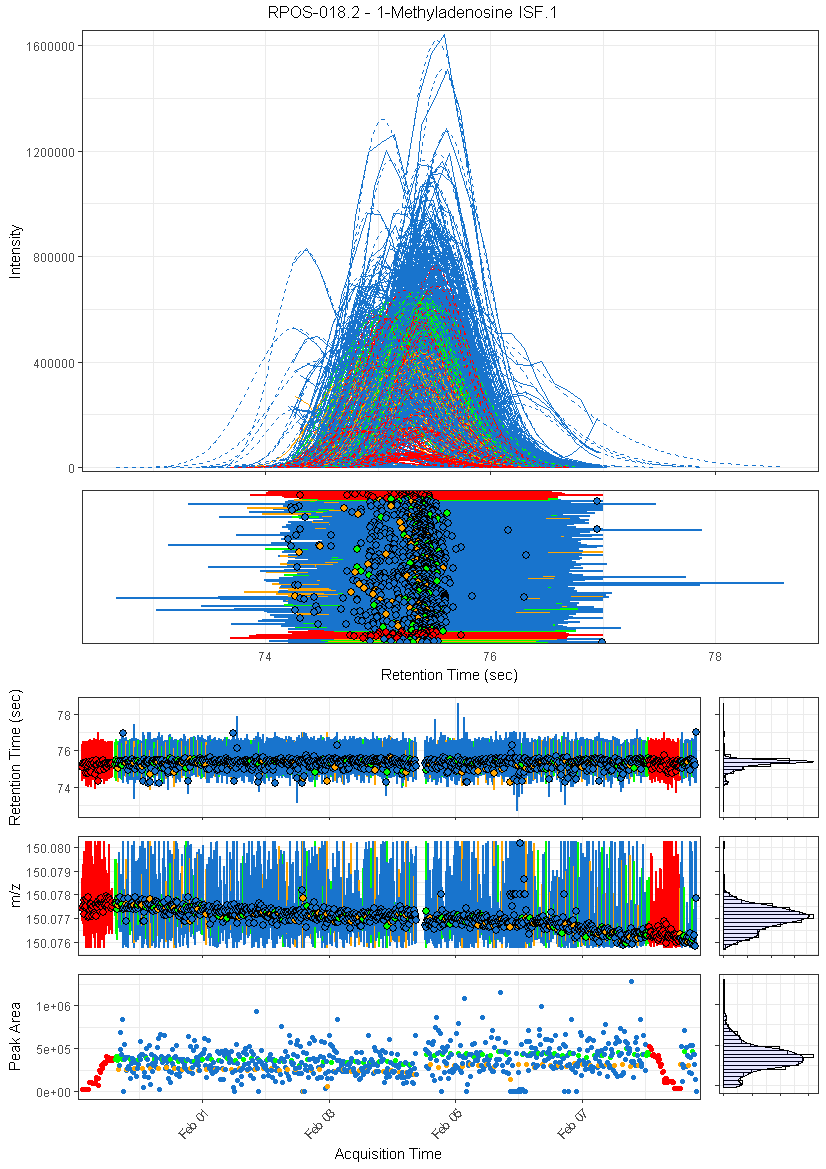 RPOS-018.2 - 1-Methyladenosine ISF.1
1600000
1200000
800000
400000
0
Intensity
74
76
78
Retention Time (sec)
78
76
74
Retention Time (sec)
150.080
150.079
150.078
150.077
150.076
m/z
1e+06
5e+05
0e+00
Peak Area
Feb 01
Feb 03
Feb 05
Feb 07
Acquisition Time